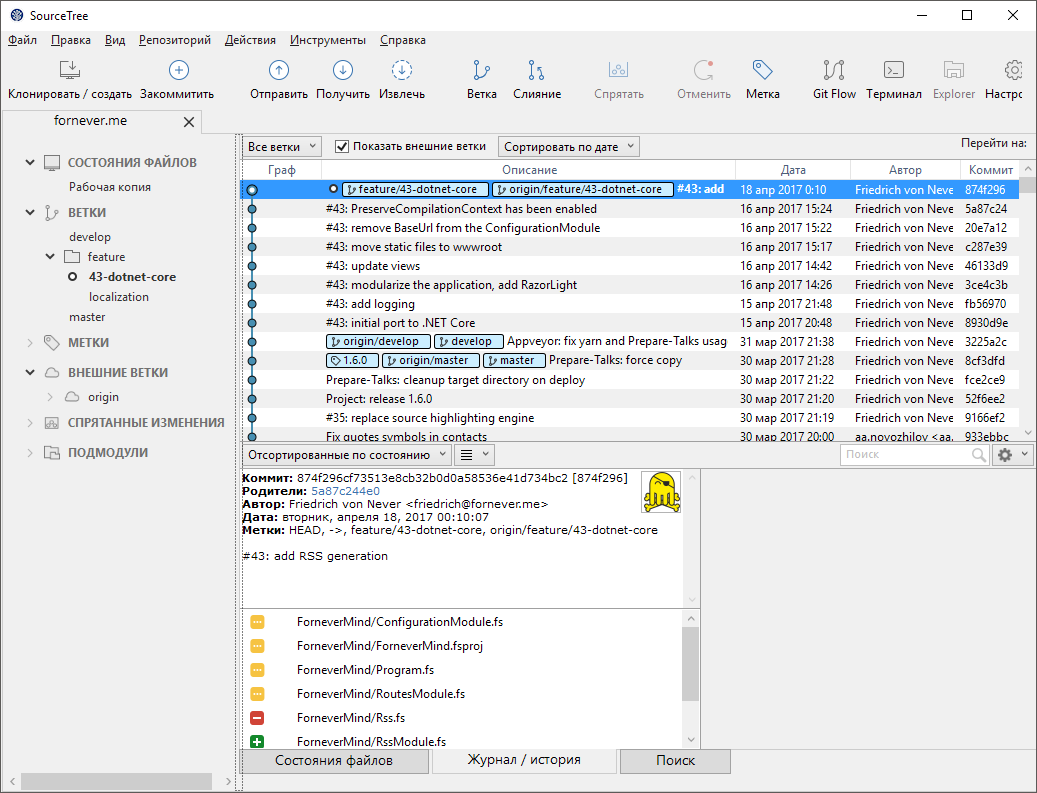 SourceTree
Файл Правка Вид Репозиторий Действия Инструменты Справка
Клонировать / создать Закоммитить Отправить Получить Извлечь Ветка Слияние Спрятать Отменить Метка Git Flow Терминал Explorer Настро
fornever.me
СОСТОЯНИЯ ФАЙЛОВ
Рабочая копия
ВЕТКИ
develop
feature
43-dotnet-core
localization
master
МЕТКИ
ВНЕШНИЕ ВЕТКИ
origin
СПРЯТАННЫЕ ИЗМЕНЕНИЯ
ПОДМОДУЛИ
Все ветки Показать внешние ветки Сортировать по дате Перейти на:
Граф Описание Дата Автор Коммит
feature/43-dotnet-core origin/feature/43-dotnet-core #43: add 18 апр 2017 0:10 Friedrich von Neve 874f296
#43: PreserveCompilationContext has been enabled 16 апр 2017 15:24 Friedrich von Neve 5a87c24
#43: remove BaseUrl from the ConfigurationModule 16 апр 2017 15:22 Friedrich von Neve 20e7a12
#43: move static files to wwwroot 16 апр 2017 15:17 Friedrich von Neve c287e39
#43: update views 16 апр 2017 14:42 Friedrich von Neve 46133d9
#43: modularize the application, add RazorLight 16 апр 2017 14:26 Friedrich von Neve 3ce4c3b
#43: add logging 15 апр 2017 21:48 Friedrich von Neve fb56970
#43: initial port to .NET Core 15 апр 2017 20:48 Friedrich von Neve 8930d9e
origin/develop develop Appveyor: fix yarn and Prepare-Talks usag 31 мар 2017 21:38 Friedrich von Neve 3225a2c
1.6.0 origin/master master Prepare-Talks: force copy 30 мар 2017 21:28 Friedrich von Neve 8cf3dfd
Prepare-Talks: cleanup target directory on deploy 30 мар 2017 21:22 Friedrich von Neve fce2ce9
Project: release 1.6.0 30 мар 2017 21:20 Friedrich von Neve 52f6ee2
#35: replace source highlighting engine 30 мар 2017 21:19 Friedrich von Neve 9166ef2
Fix quotes symbols in contacts 30 мар 2017 20:00 aa.novozhilov <aa. 933ebbc
Отсортированные по состоянию Поиск
Коммит: 874f296cf73513e8cb32b0d0a58536e41d734bc2 [874f296]
Родители: 5a87c244e0
Автор: Friedrich von Never <friedrich@fornever.me>
Дата: вторник, апреля 18, 2017 00:10:07
Метки: HEAD, ->, feature/43-dotnet-core, origin/feature/43-dotnet-core
#43: add RSS generation
ForneverMind/ConfigurationModule.fs
ForneverMind/ForneverMind.fsproj
ForneverMind/Program.fs
ForneverMind/RoutesModule.fs
ForneverMind/Rss.fs
ForneverMind/RssModule.fs
Состояния файлов Журнал / история Поиск